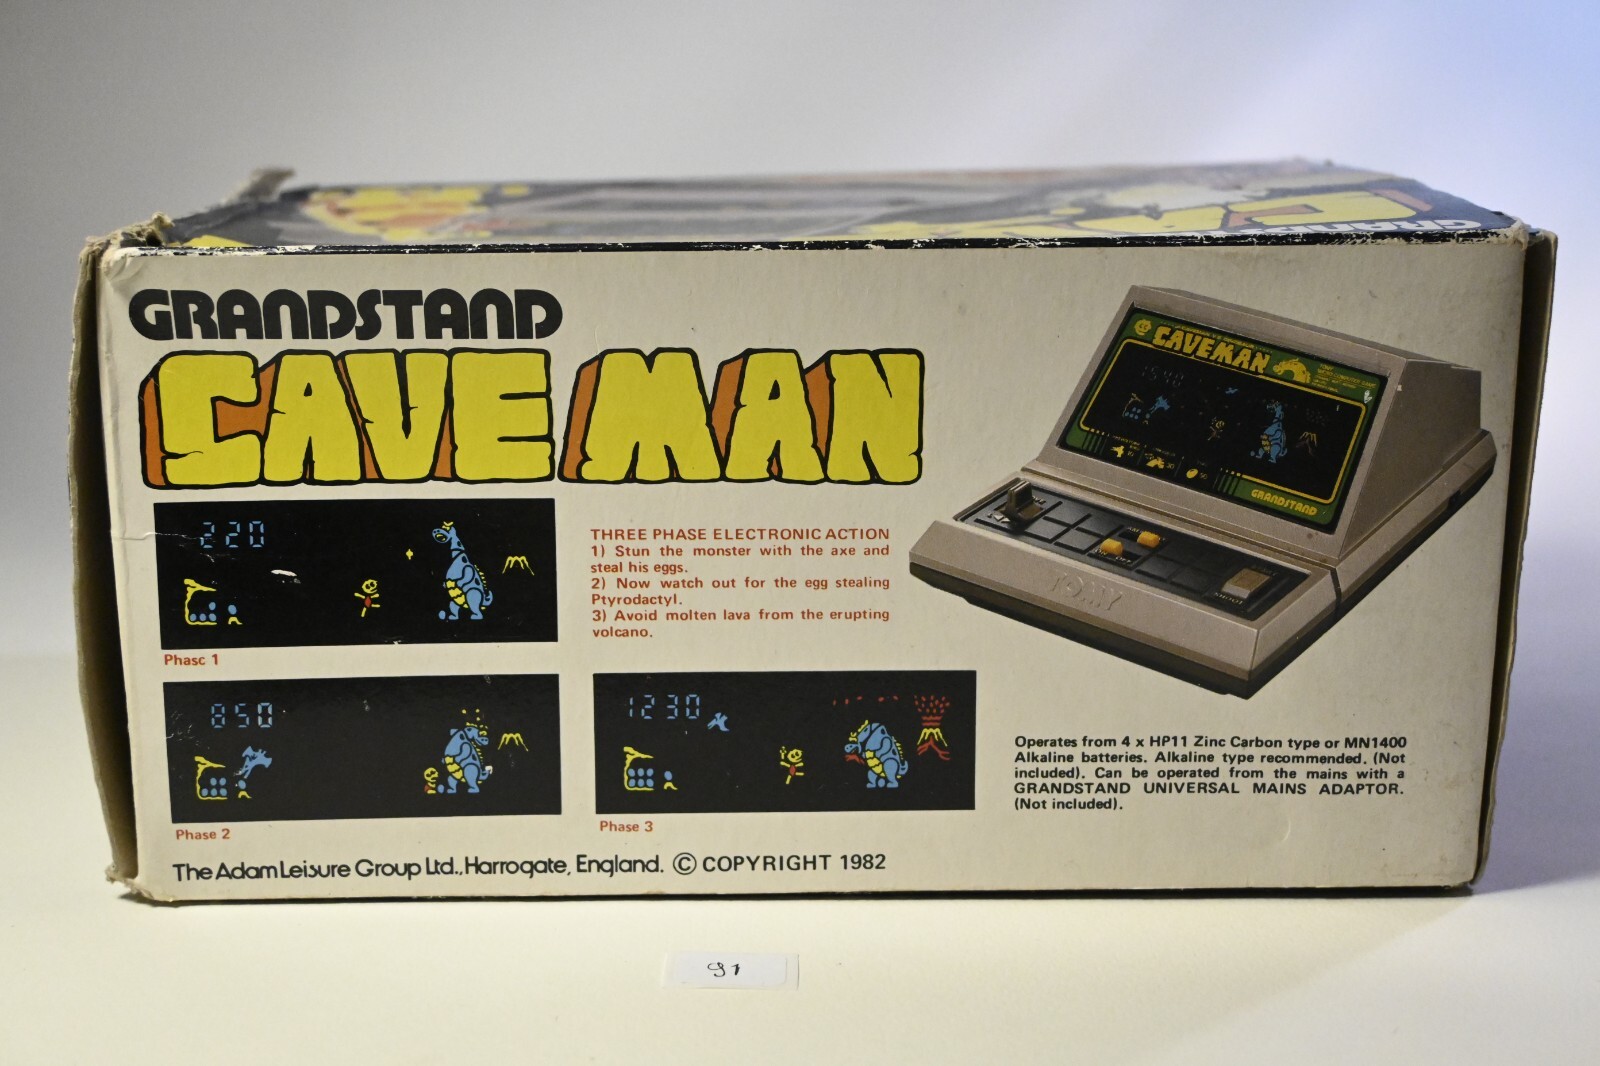 GRANDSTAND
GRANDSTAND
CAVE MAN
220
Phase 1
THREE PHASE ELECTRONIC ACTION
1) Stun the monster with the axe and
steal his eggs.
2) Now watch out for the egg stealing
Ptyrodactyl.
3) Avoid molten lava from the erupting
volcano.
CAVEMAN
1540
GRANDSTAND
TOMY
850
Phase 2
1230
Phase 3
Operates from 4 x HP11 Zinc Carbon type or MN1400
Alkaline batteries. Alkaline type recommended. (Not
included). Can be operated from the mains with a
GRANDSTAND UNIVERSAL MAINS ADAPTOR.
(Not included).
The Adam Leisure Group Ltd., Harrogate, England. © COPYRIGHT 1982
91